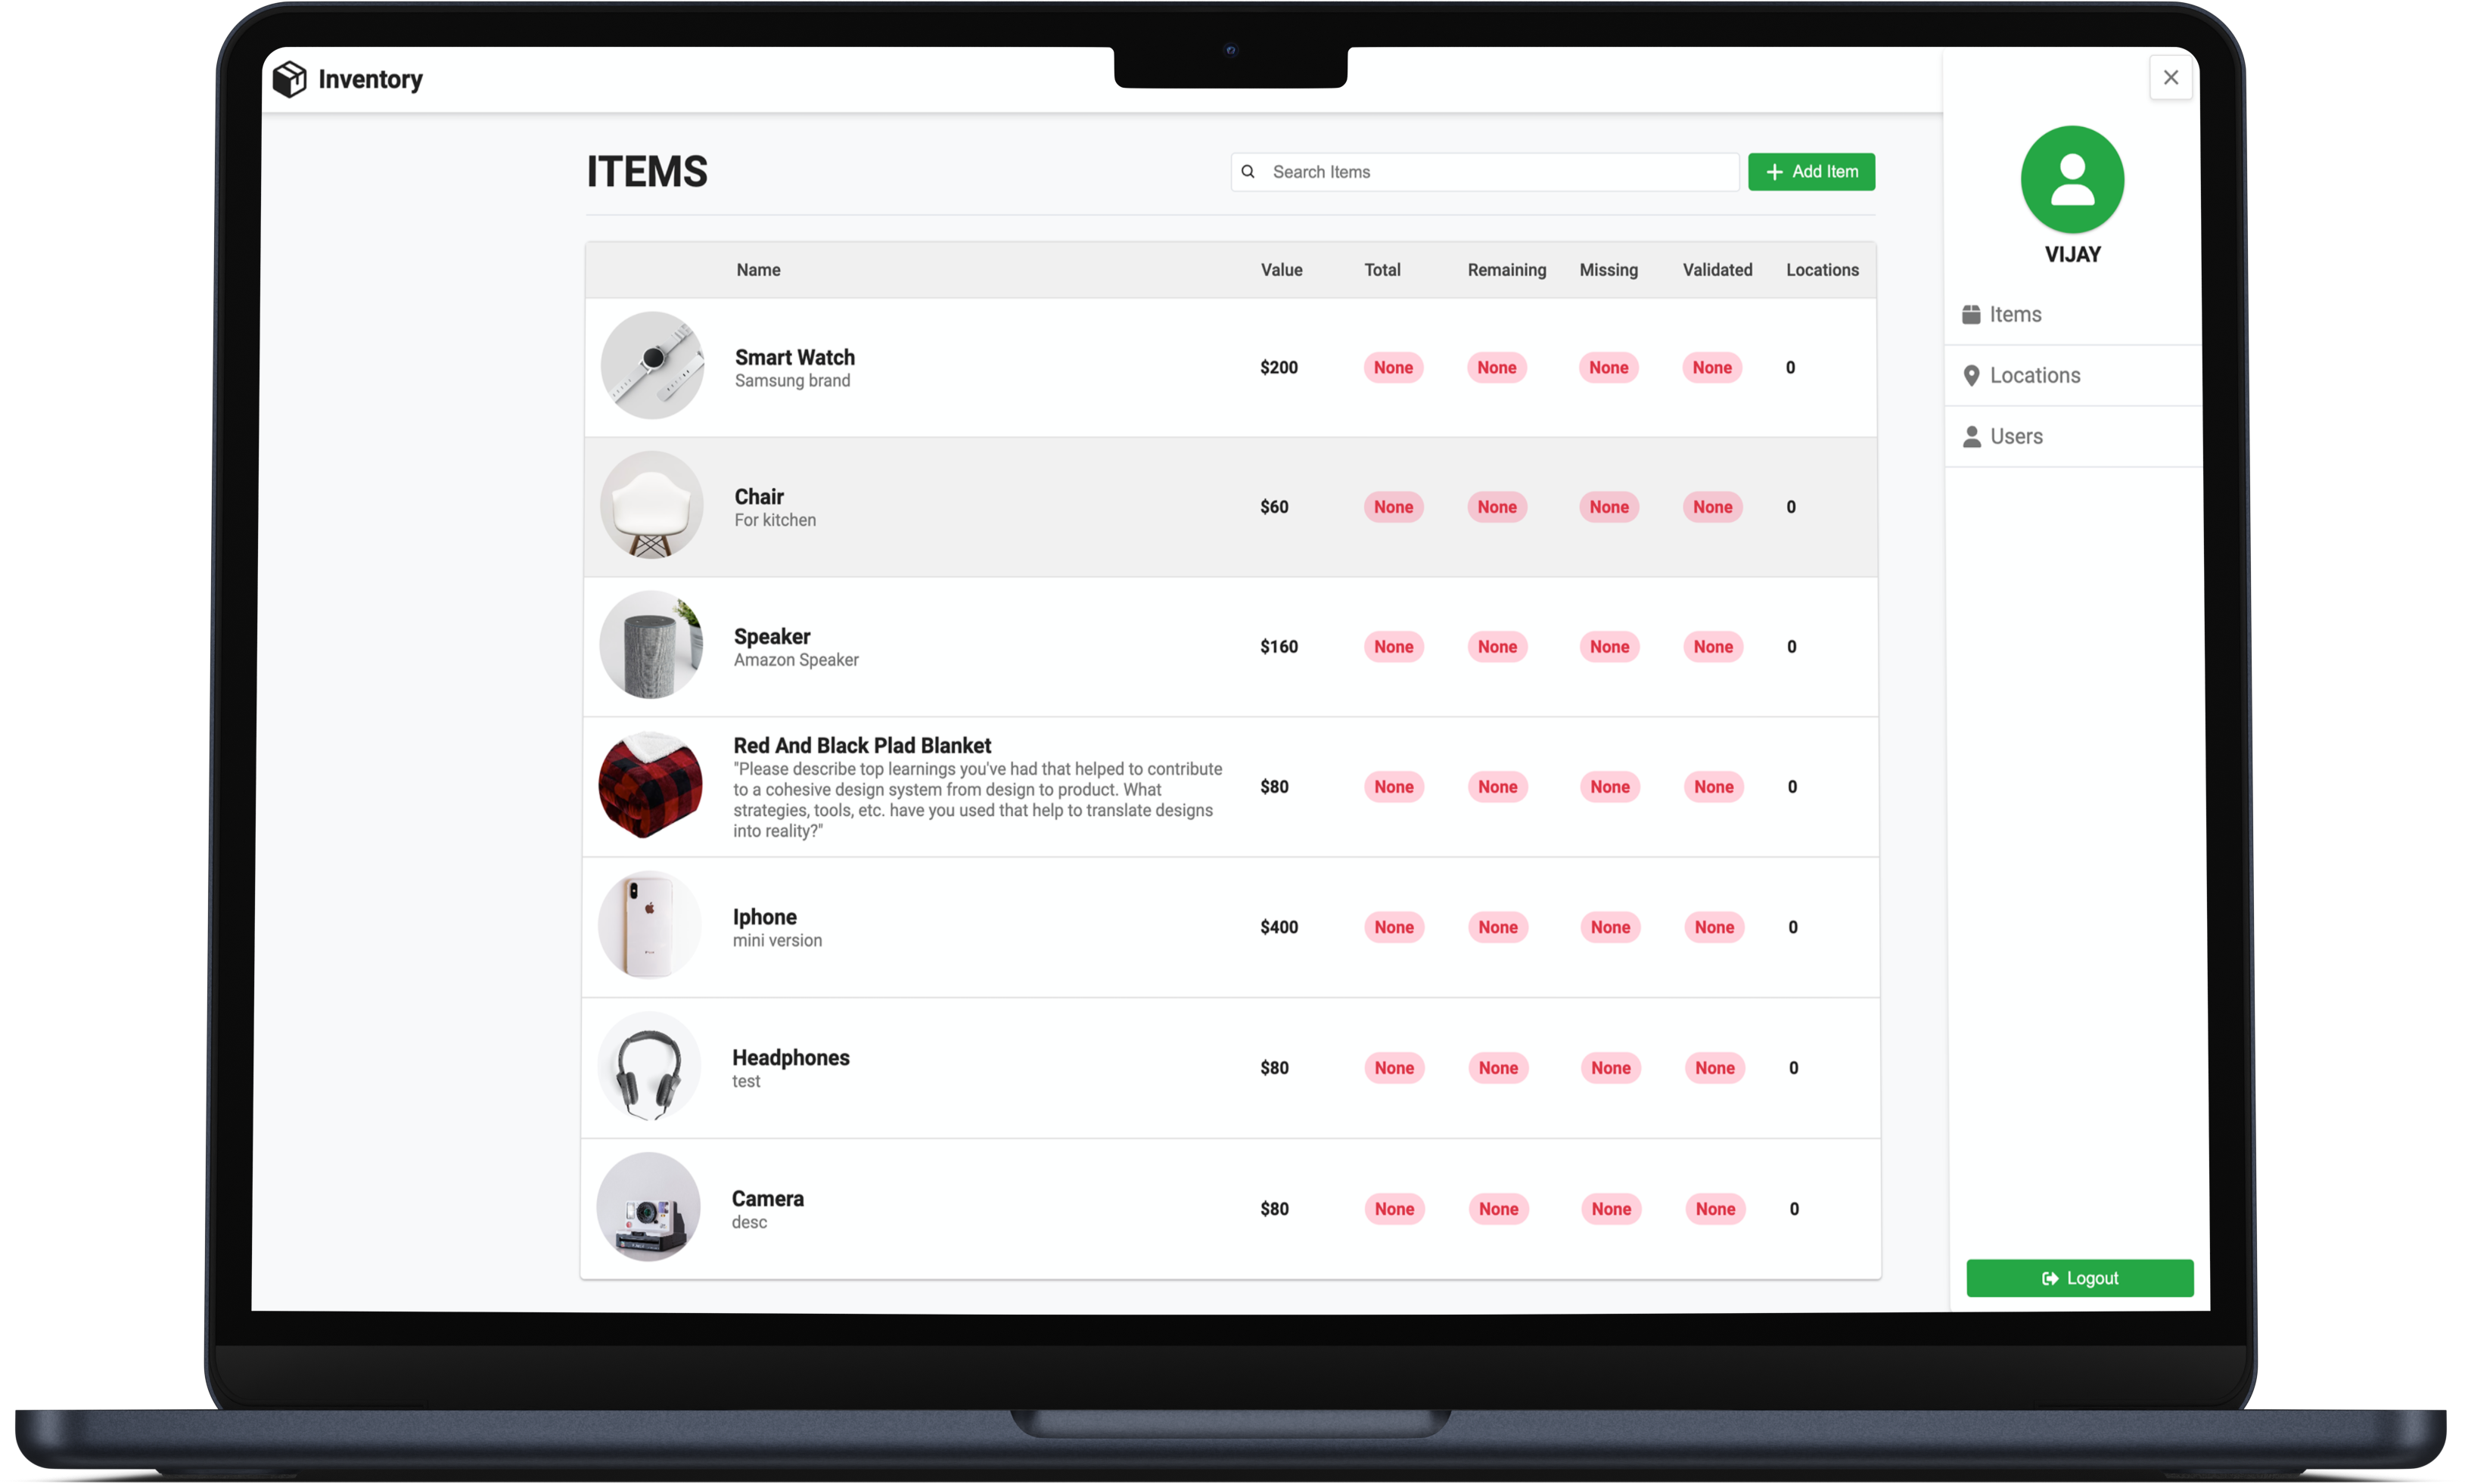 Inventory
ITEMS
Search Items
Add Item
Name Value Total Remaining Missing Validated Locations
Smart Watch
Samsung brand
$200 None None None None 0
Chair
For kitchen
$60 None None None None 0
Speaker
Amazon Speaker
$160 None None None None 0
Red And Black Plad Blanket
"Please describe top learnings you've had that helped to contribute
to a cohesive design system from design to product. What
strategies, tools, etc. have you used that help to translate designs
into reality?"
$80 None None None None 0
Iphone
mini version
$400 None None None None 0
Headphones
test
$80 None None None None 0
Camera
desc
$80 None None None None 0
VIJAY
Items
Locations
Users
Logout